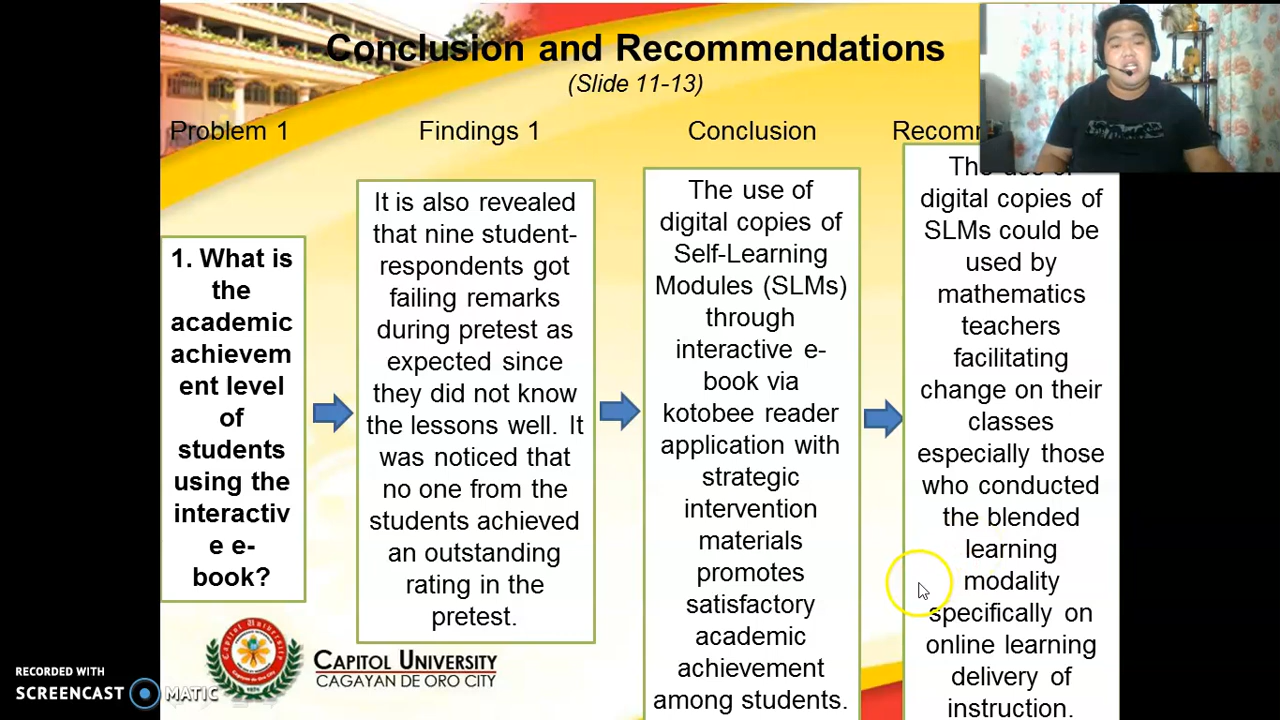 Conclusion and Recommendations
(Slide 11-13)
Problem 1
Findings 1
Conclusion
1. What is
the
academic
achievem
ent level
of
students
using the
interactiv
e e-
book?
It is also revealed
that nine student-
respondents got
failing remarks
during pretest as
expected since
they did not know
the lessons well. It
was noticed that
no one from the
students achieved
an outstanding
rating in the
pretest.
The use of
digital copies of
Self-Learning
Modules (SLMs)
through
interactive e-
book via
kotobee reader
application with
strategic
intervention
materials
promotes
satisfactory
academic
achievement
among students.
The use of
digital copies of
SLMs could be
used by
mathematics
teachers
facilitating
change on their
classes
especially those
who conducted
the blended
learning
modality
specifically on
online learning
delivery of
instruction.
CAPITOL UNIVERSITY
CAGAYAN DE ORO CITY
RECORDED WITH
SCREENCAST MATIC